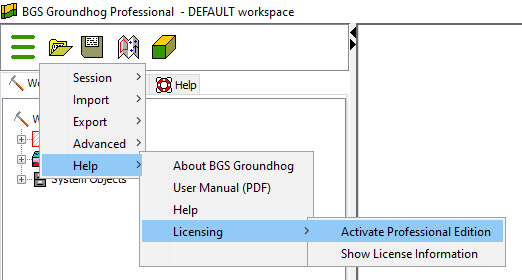 BGS Groundhog Professional - DEFAULT workspace
Session
Import
Export
Advanced
Help
Help
About BGS Groundhog
User Manual (PDF)
Help
Licensing
Activate Professional Edition
Show License Information
System Objects